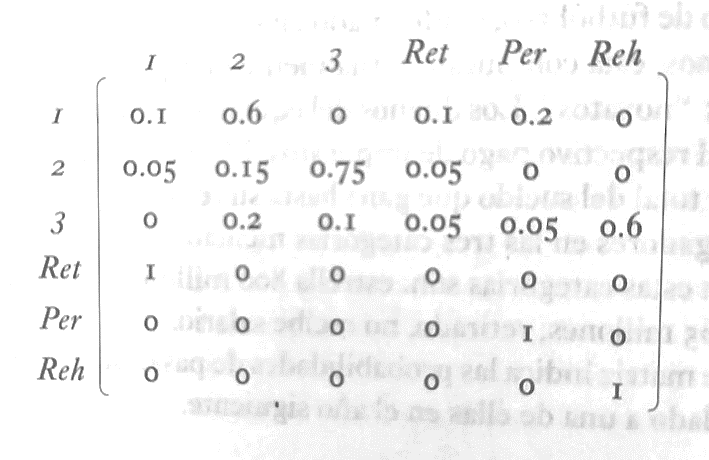 1 2 3 Ret Per Reh
1 0.1 0.6 0 0.1 0.2 0
2 0.05 0.15 0.75 0.05 0 0
3 0 0.2 0.1 0.05 0.05 0.6
Ret 1 0 0 0 0 0
Per 0 0 0 0 1 0
Reh 0 0 0 0 0 1